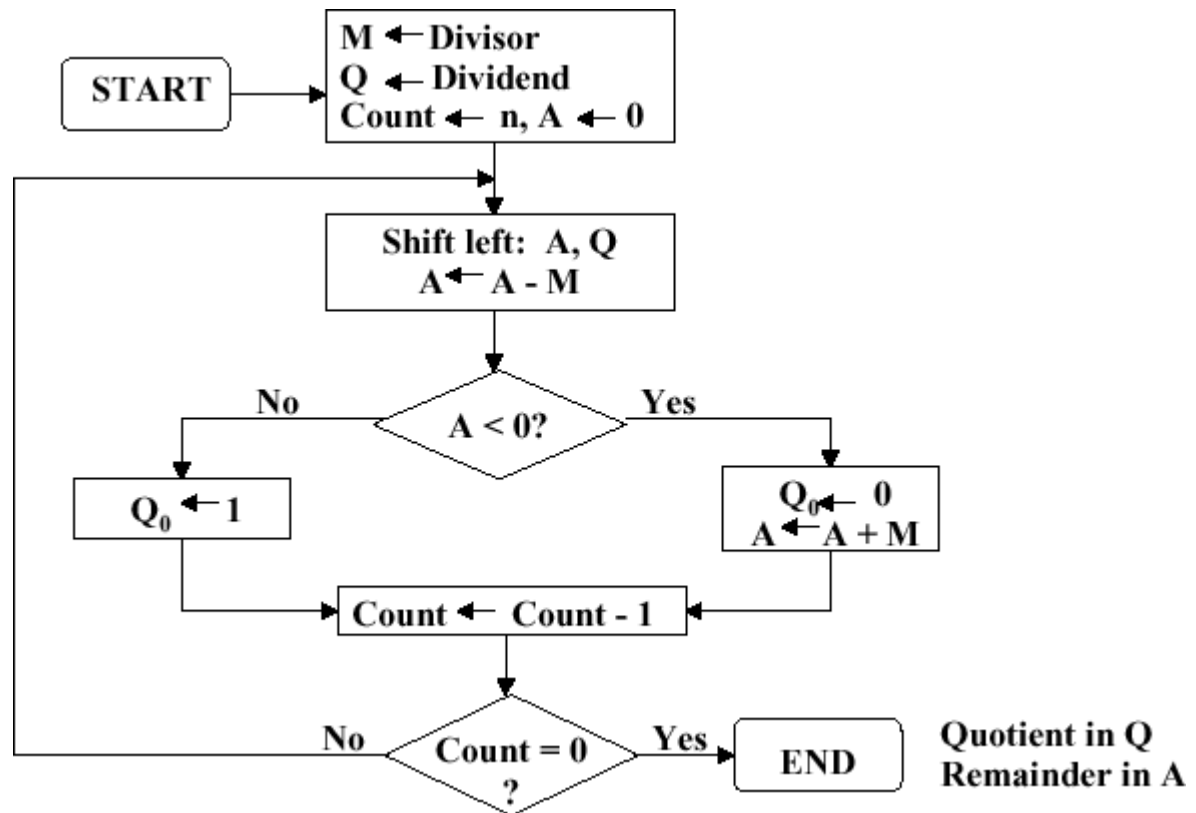 START
M ← Divisor
Q ← Dividend
Count ← n, A ← 0
Shift left: A, Q
A ← A - M
No
A < 0?
Yes
Q₀ ← 1
Q₀ ← 0
A ← A + M
Count ← Count - 1
No
Count = 0
?
Yes
END
Quotient in Q
Remainder in A